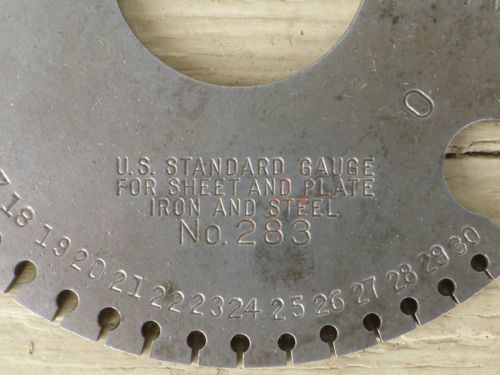 0
U.S. STANDARD GAUGE
FOR SHEET AND PLATE
IRON AND STEEL
No. 283
18 19 20 21 22 23 24 25 26 27 28 29 30